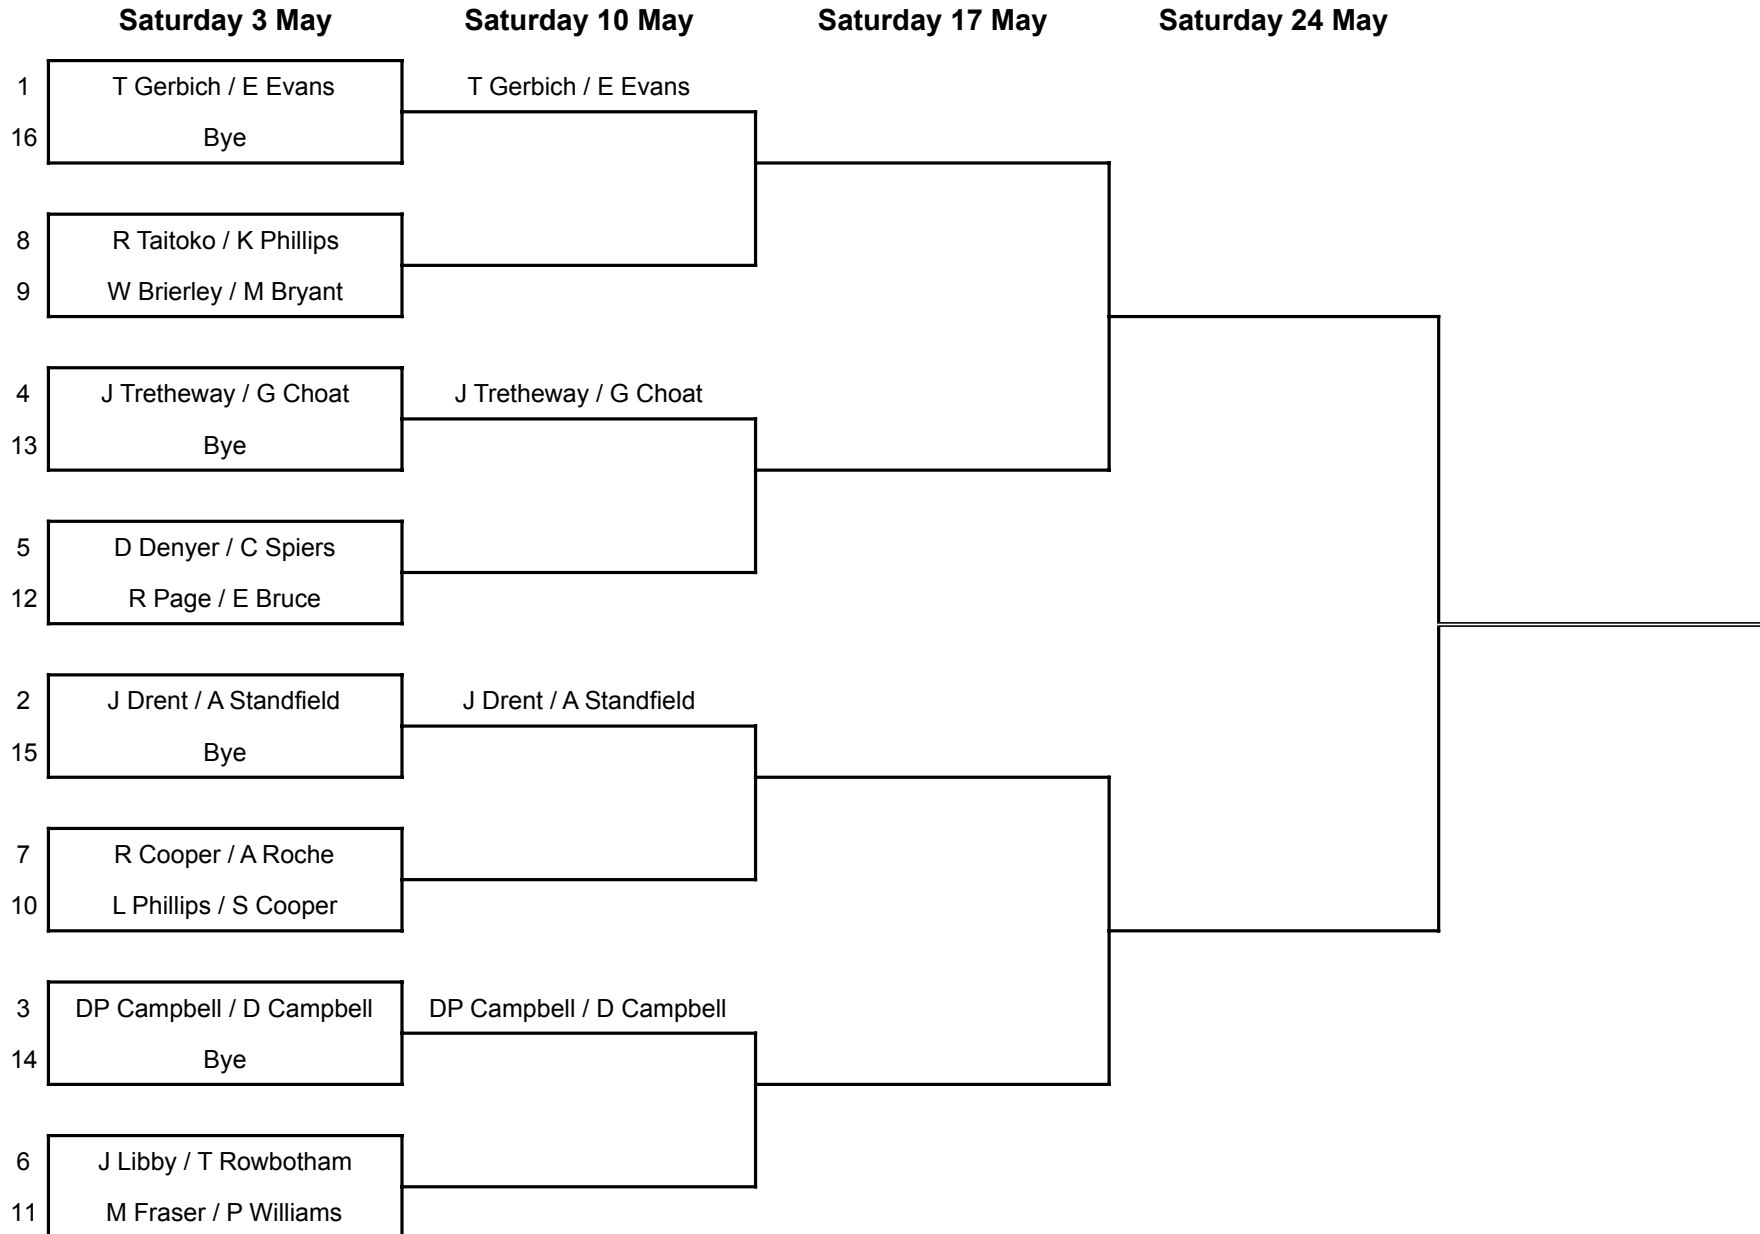 Saturday 3 May Saturday 10 May Saturday 17 May Saturday 24 May
1 T Gerbich / E Evans T Gerbich / E Evans
16 Bye
8 R Taitoko / K Phillips
9 W Brierley / M Bryant
4 J Tretheway / G Choat J Tretheway / G Choat
13 Bye
5 D Denyer / C Spiers
12 R Page / E Bruce
2 J Drent / A Standfield J Drent / A Standfield
15 Bye
7 R Cooper / A Roche
10 L Phillips / S Cooper
3 DP Campbell / D Campbell DP Campbell / D Campbell
14 Bye
6 J Libby / T Rowbotham
11 M Fraser / P Williams